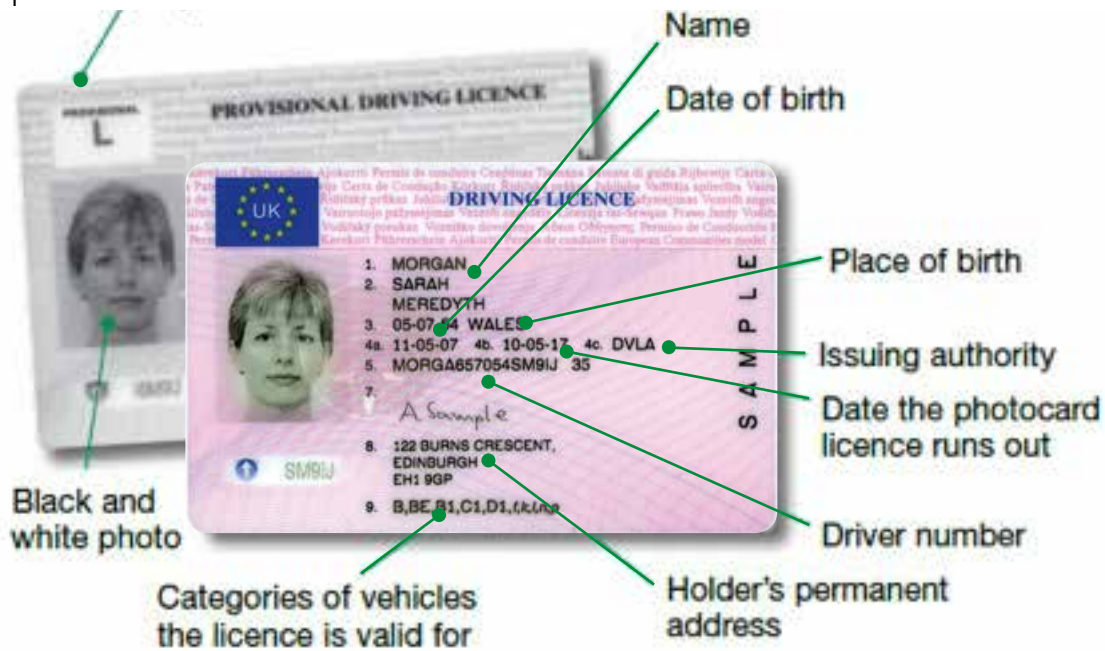 Name
Date of birth
PROVISIONAL DRIVING LICENCE
L
DRIVING LICENCE
UK
1. MORGAN
2. SARAH
MEREDYTH
3. 05-07- WALES
4a. 11-05-07 4b. 10-05-17 4c. DVLA
5. MORGA657054SM9IJ 35
7.
A Sample
8. 122 BURNS CRESCENT,
EDINBURGH
EH1 9GP
SM9IJ
9. B,BE,B1,C1,D1,
SAMPLE
Place of birth
Issuing authority
Date the photocard
licence runs out
Driver number
Black and
white photo
Categories of vehicles
the licence is valid for
Holder's permanent
address